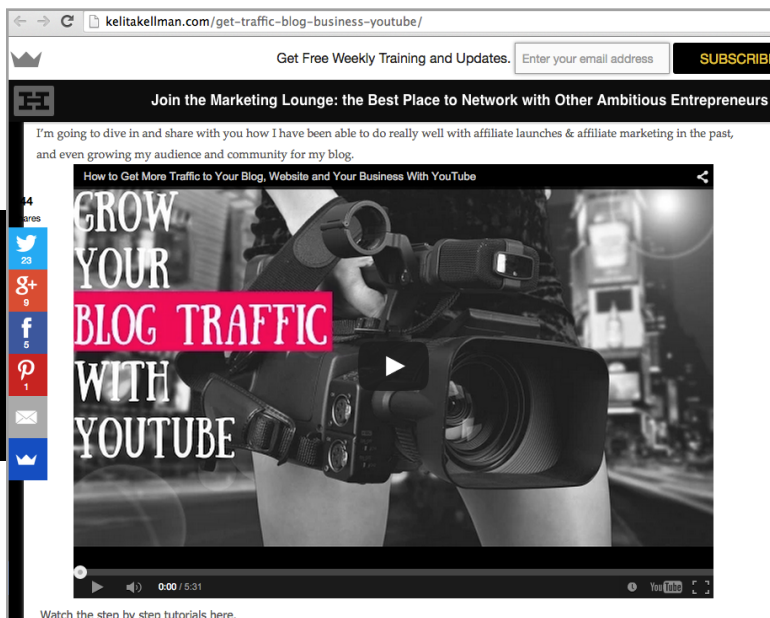 kelitakellman.com/get-traffic-blog-business-youtube/
Get Free Weekly Training and Updates. Enter your email address SUBSCRIBE
Join the Marketing Lounge: the Best Place to Network with Other Ambitious Entrepreneurs
I'm going to dive in and share with you how I have been able to do really well with affiliate launches & affiliate marketing in the past,
and even growing my audience and community for my blog.
How to Get More Traffic to Your Blog, Website and Your Business With YouTube
44
ares
23
g+
9
f
5
1
GROW
YOUR
BLOG TRAFFIC
WITH
YOUTUBE
0:00 / 5:31
YouTube
Watch the step by step tutorials here.